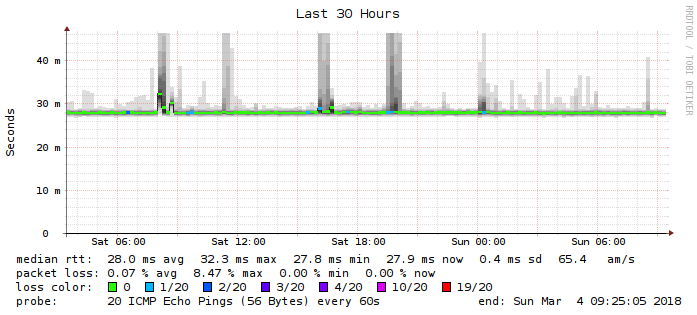 Last 30 Hours
RRDTOOL / TOBI OETIKER
Seconds
40 m
30 m
20 m
10 m
0
Sat 06:00 Sat 12:00 Sat 18:00 Sun 00:00 Sun 06:00
median rtt: 28.0 ms avg 32.3 ms max 27.8 ms min 27.9 ms now 0.4 ms sd 65.4 am/s
packet loss: 0.07 % avg 8.47 % max 0.00 % min 0.00 % now
loss color: 0 1/20 2/20 3/20 4/20 10/20 19/20
probe: 20 ICMP Echo Pings (56 Bytes) every 60s end: Sun Mar 4 09:25:05 2018